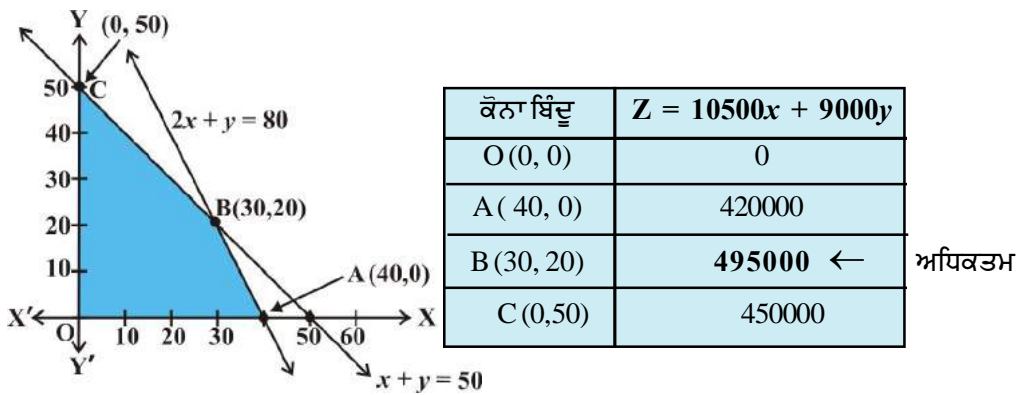 Y
(0, 50)
50
C
40
30
20
10
2x + y = 80
B(30,20)
A (40,0)
X′
O
10
20
30
50
60
X
Y′
x + y = 50
ਕੋਨਾ ਬਿੰਦੂ
Z = 10500x + 9000y
O (0, 0)
0
A ( 40, 0)
420000
B (30, 20)
495000 ←
ਅਧਿਕਤਮ
C (0,50)
450000